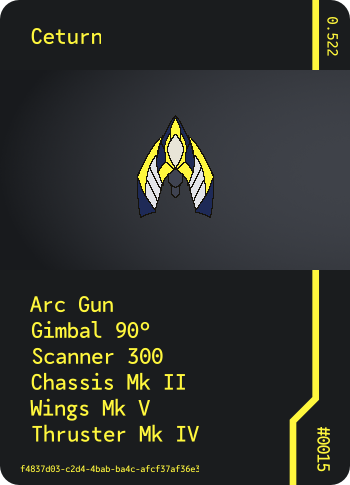 Ceturn
0.522
Arc Gun
Gimbal 90°
Scanner 300
Chassis Mk II
Wings Mk V
Thruster Mk IV
#0015
f4837d03-c2d4-4bab-ba4c-afcf37af36e3